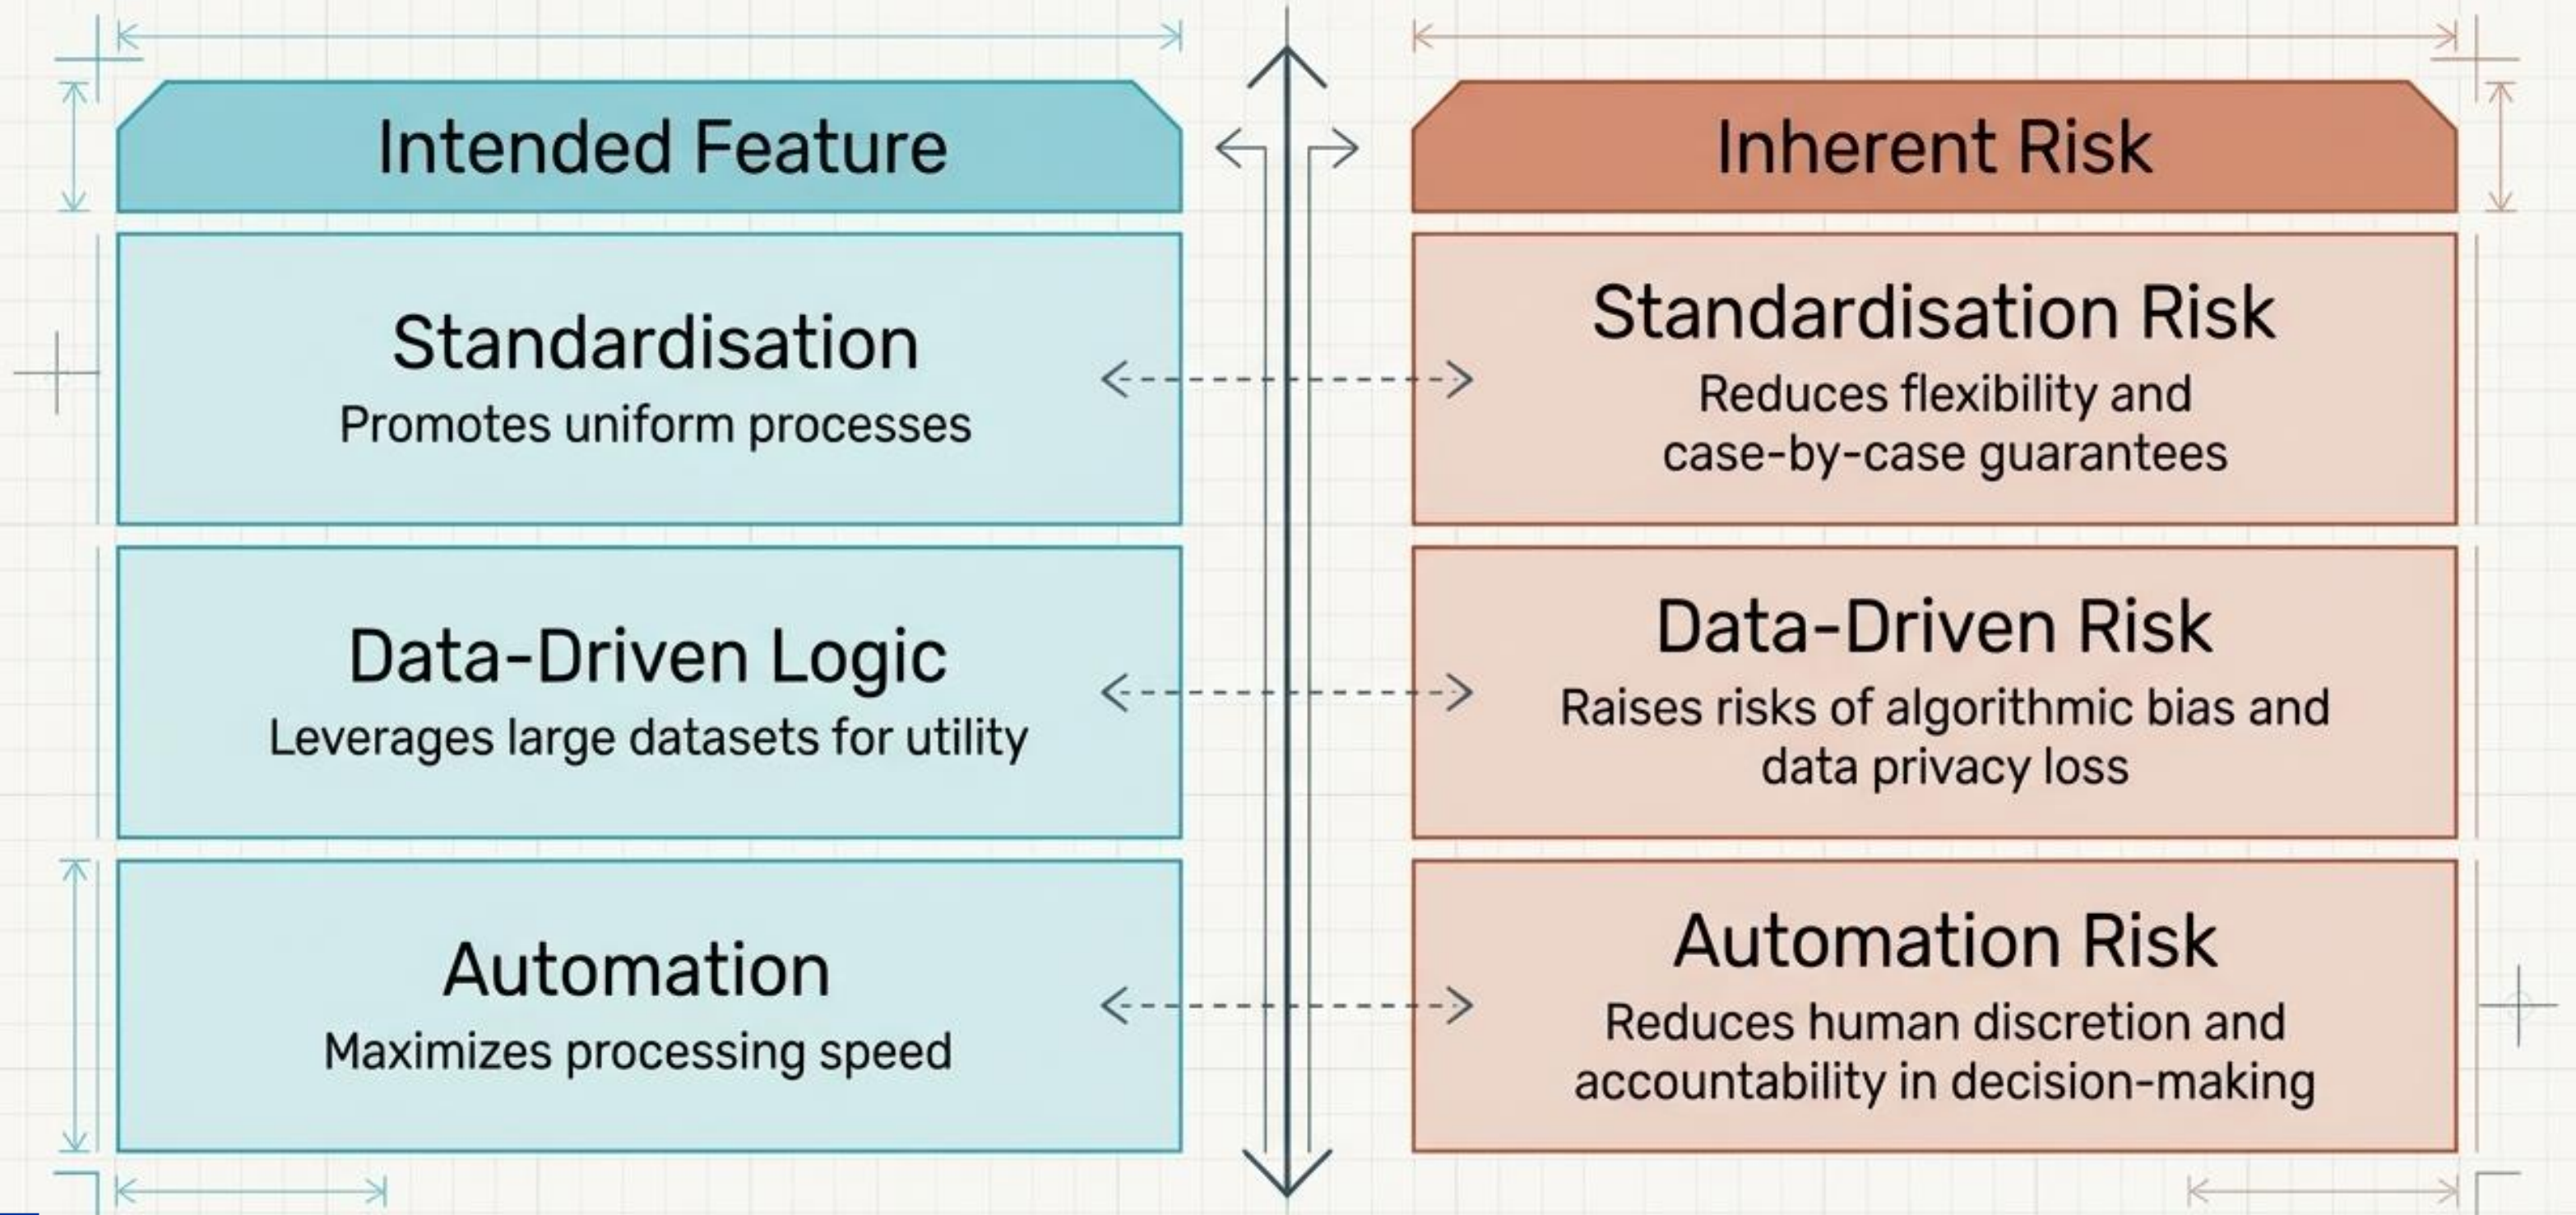 Intended Feature
Inherent Risk
Standardisation
Promotes uniform processes
Standardisation Risk
Reduces flexibility and
case-by-case guarantees
Data-Driven Logic
Leverages large datasets for utility
Data-Driven Risk
Raises risks of algorithmic bias and
data privacy loss
Automation
Maximizes processing speed
Automation Risk
Reduces human discretion and
accountability in decision-making